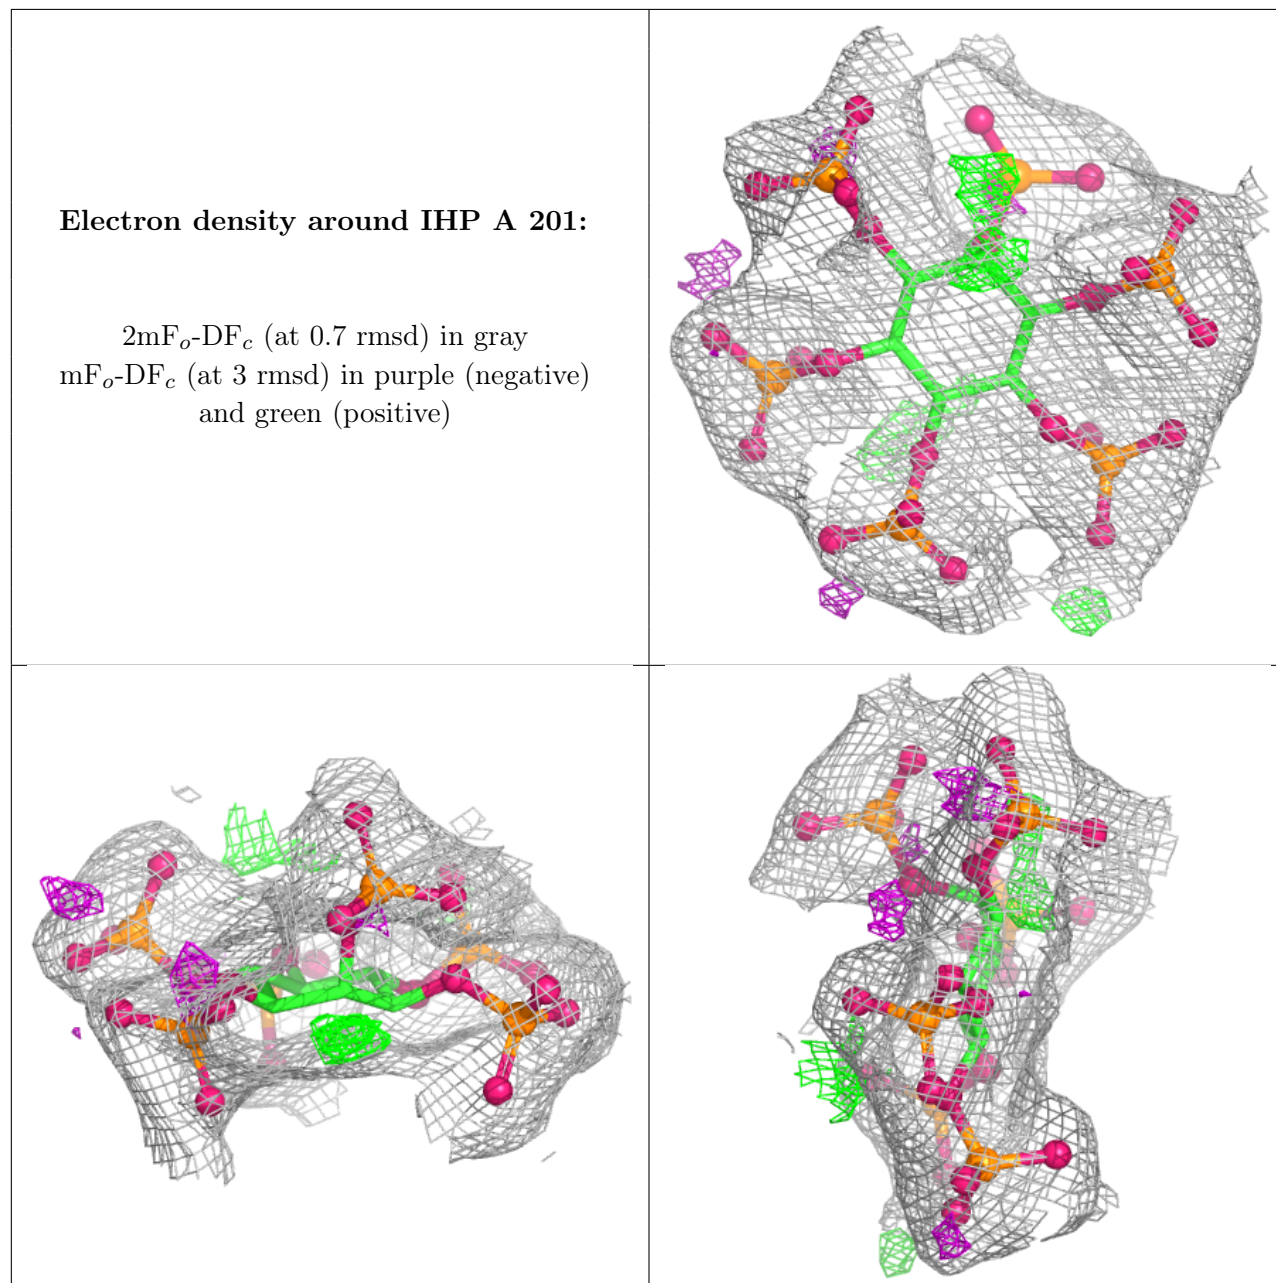 Electron density around IHP A 201:
2mFo-DFc (at 0.7 rmsd) in gray
mFo-DFc (at 3 rmsd) in purple (negative)
and green (positive)